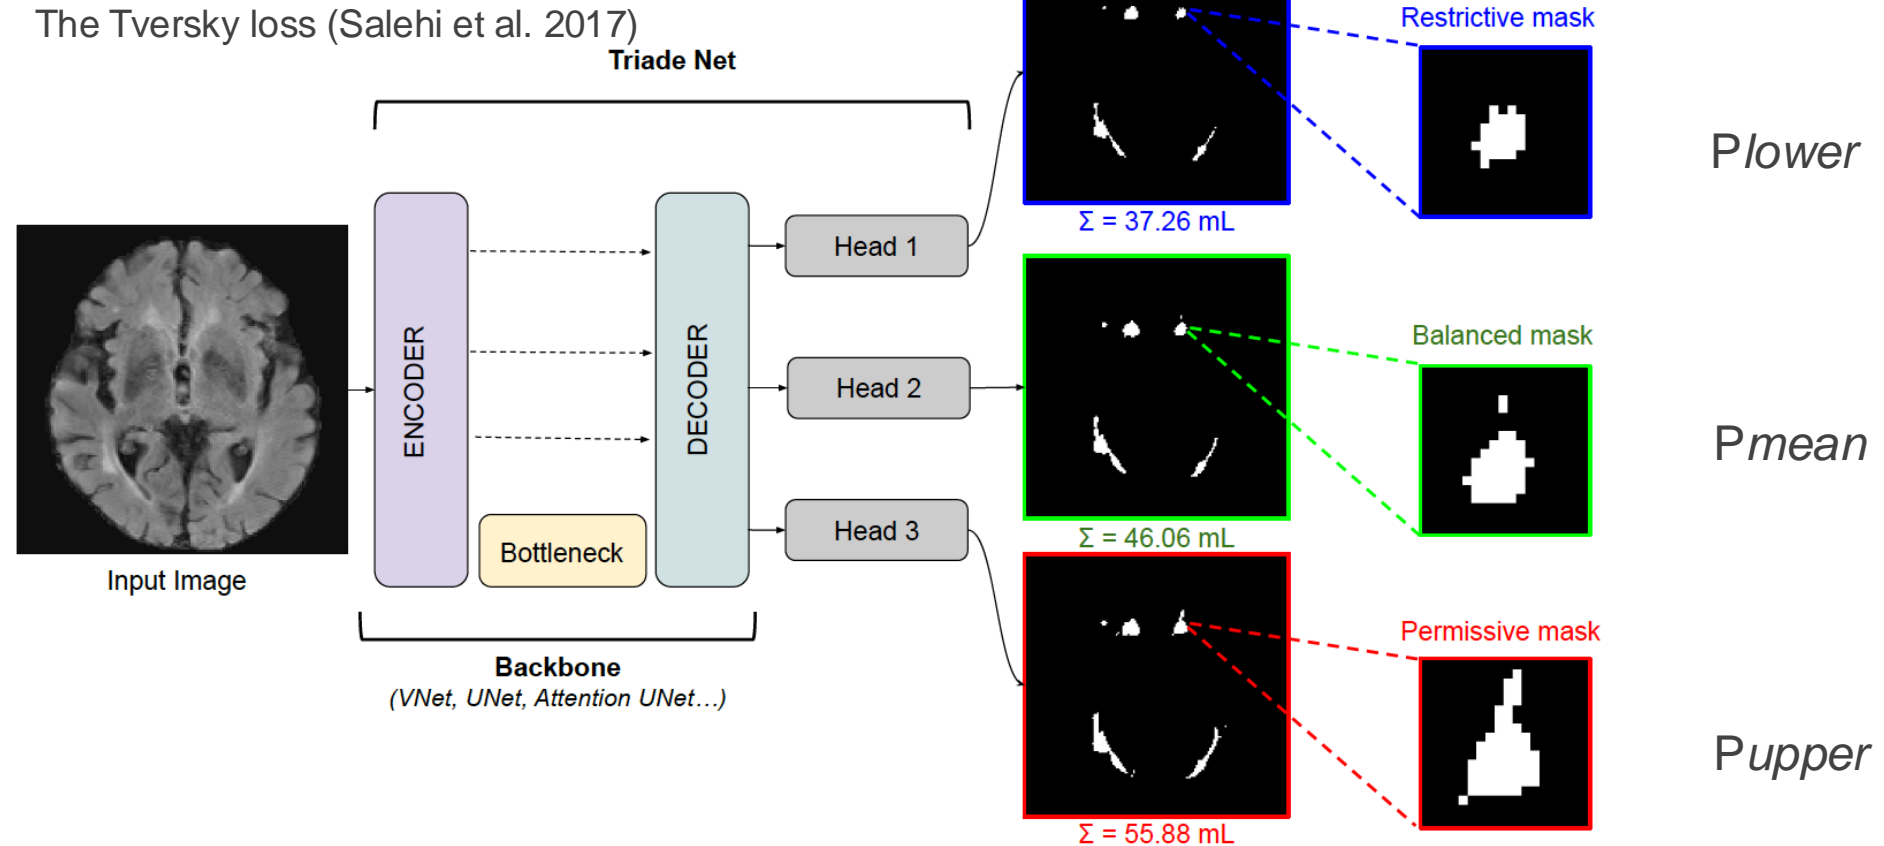 The Tversky loss (Salehi et al. 2017)
Triade Net
Restrictive mask
Plower
Σ = 37.26 mL
Head 1
ENCODER
DECODER
Balanced mask
Head 2
Pmean
Σ = 46.06 mL
Head 3
Bottleneck
Input Image
Permissive mask
Backbone
(VNet, UNet, Attention UNet...)
Pupper
Σ = 55.88 mL